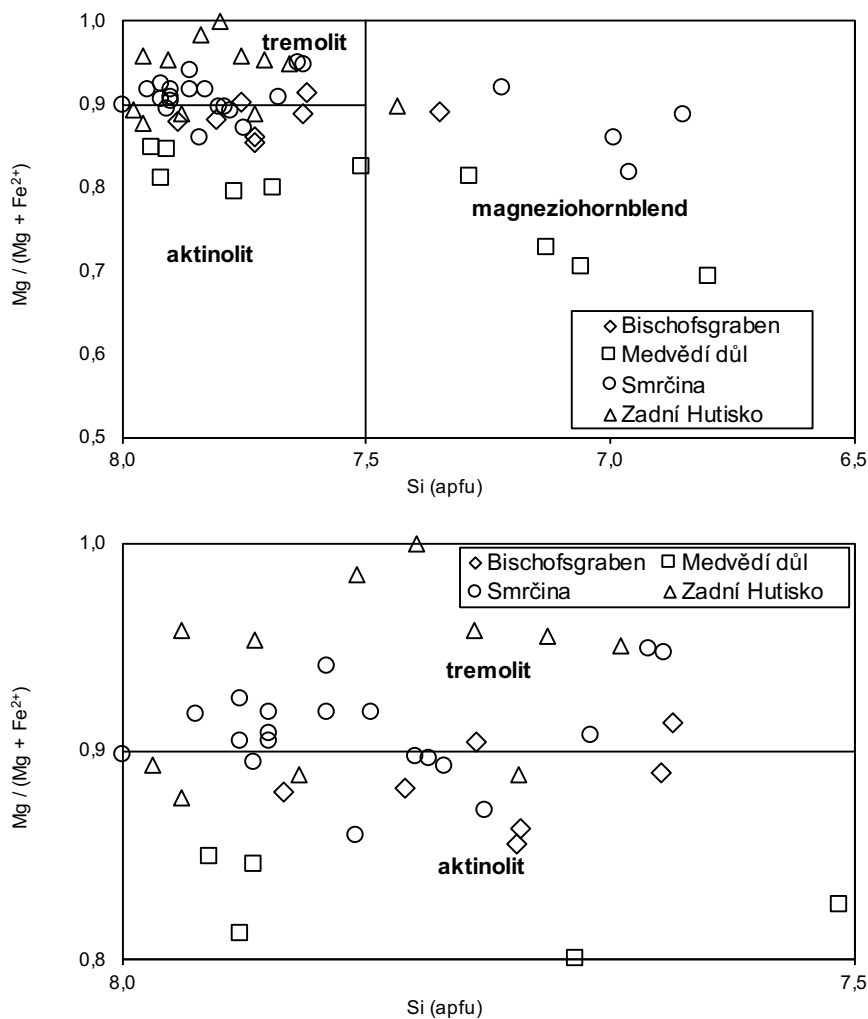 1,0
tremolit
0,9
0,8
magneziohornblend
aktinolit
0,7
Mg / (Mg + Fe²⁺)
Bischofsgraben
0,6
Medvědí důl
Smrčina
Zadní Hutisko
0,5
8,0 7,5 7,0 6,5
Si (apfu)
1,0
Bischofsgraben Medvědí důl
Smrčina Zadní Hutisko
tremolit
Mg / (Mg + Fe²⁺)
0,9
aktinolit
0,8
8,0 7,5
Si (apfu)